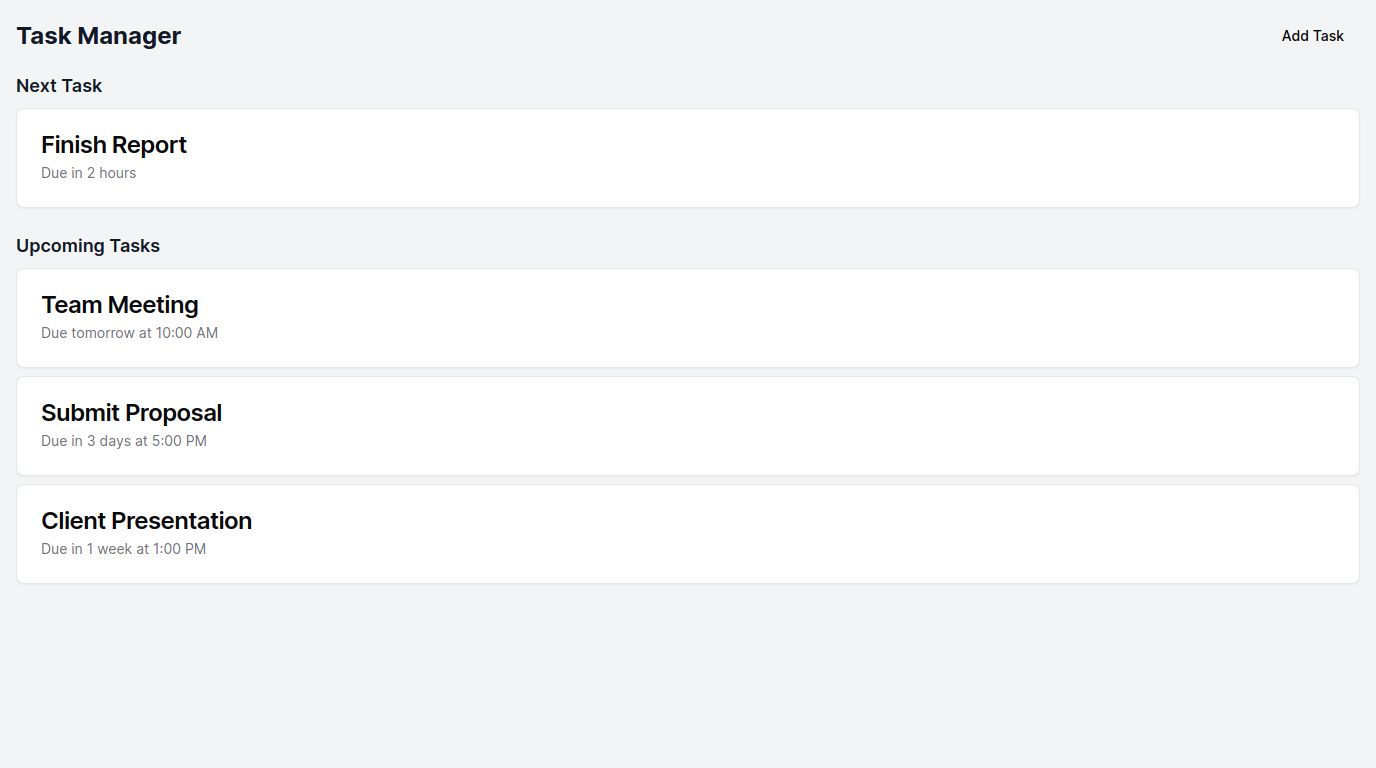 Task Manager
Add Task
Next Task
Finish Report
Due in 2 hours
Upcoming Tasks
Team Meeting
Due tomorrow at 10:00 AM
Submit Proposal
Due in 3 days at 5:00 PM
Client Presentation
Due in 1 week at 1:00 PM